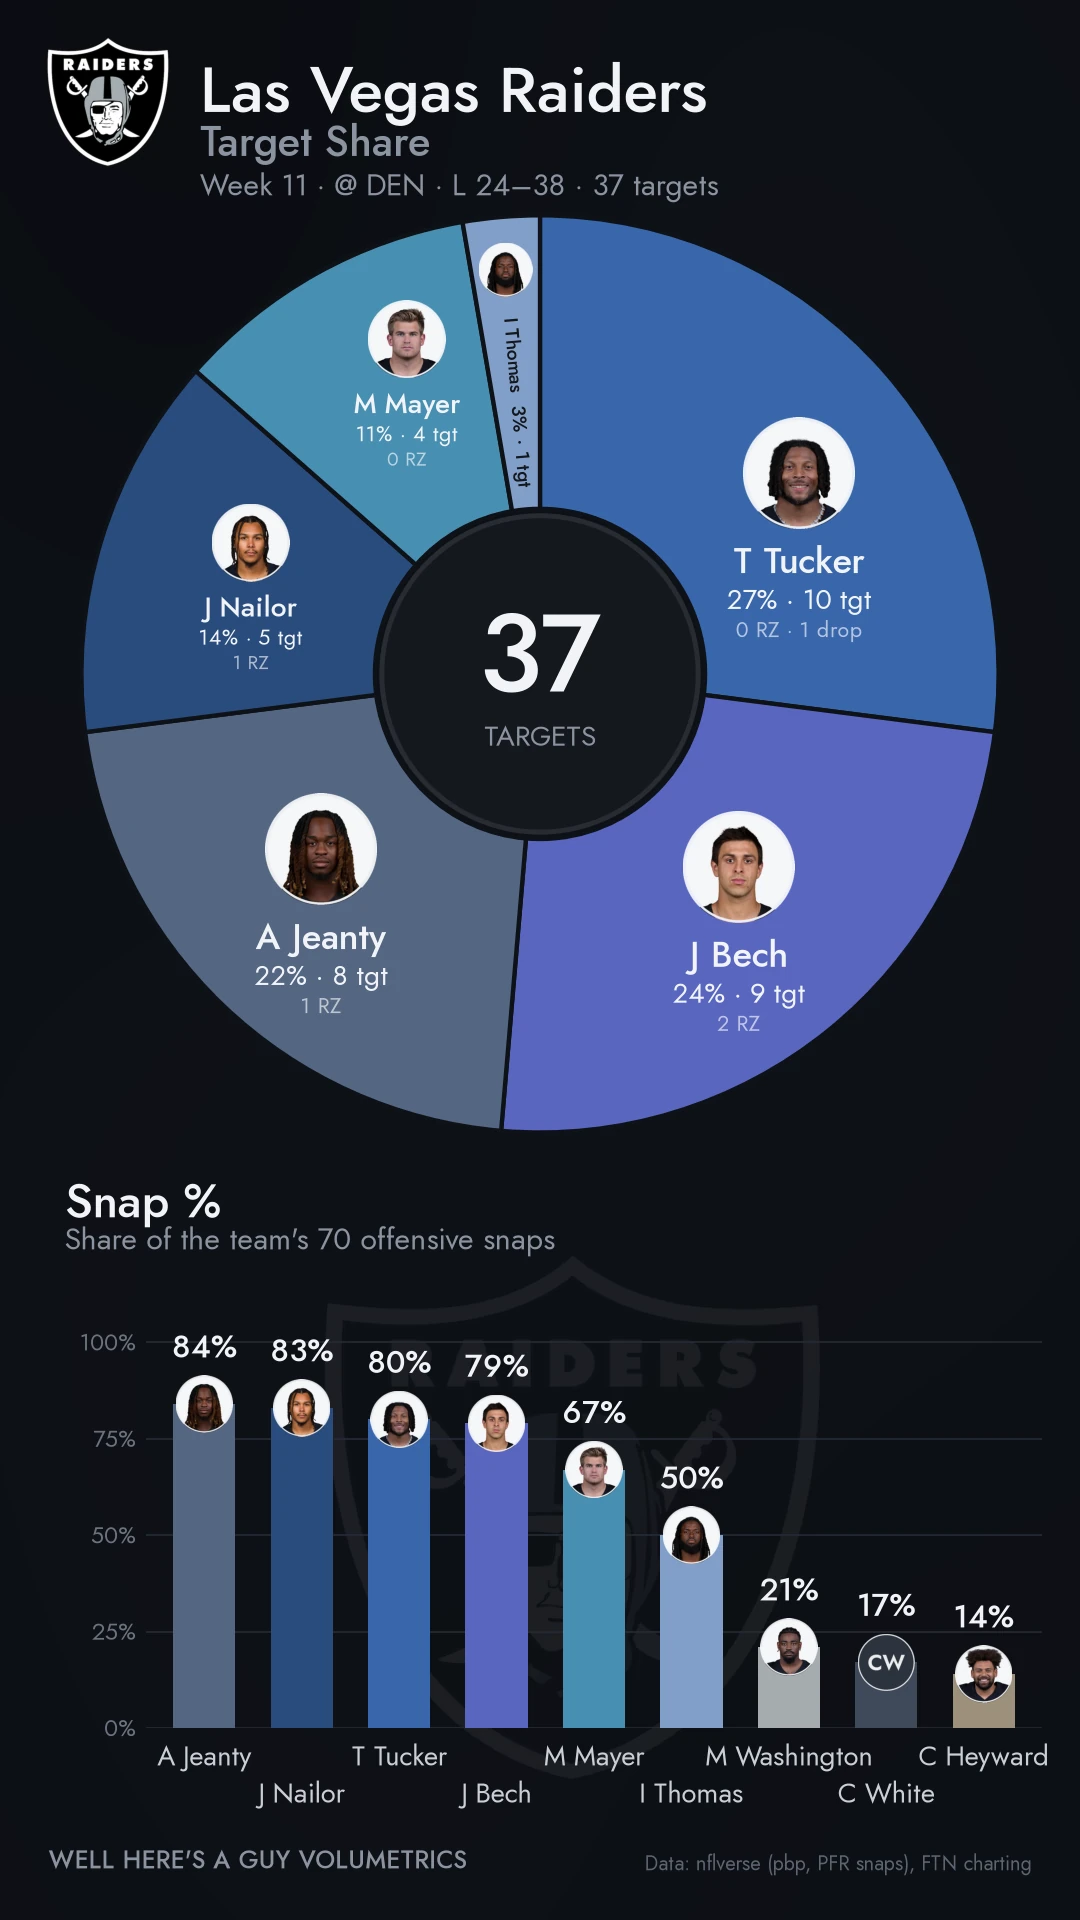 RAIDERS
Las Vegas Raiders
Target Share
Week 11 · @ DEN · L 24–38 · 37 targets
I Thomas 3% · 1 tgt
M Mayer
11% · 4 tgt
0 RZ
T Tucker
27% · 10 tgt
0 RZ · 1 drop
J Nailor
14% · 5 tgt
1 RZ
37
TARGETS
A Jeanty
22% · 8 tgt
1 RZ
J Bech
24% · 9 tgt
2 RZ
Snap %
Share of the team's 70 offensive snaps
RAIDERS
100%
75%
50%
25%
0%
84%
83%
80%
79%
67%
50%
21%
17%
14%
CW
A Jeanty
J Nailor
T Tucker
J Bech
M Mayer
I Thomas
M Washington
C White
C Heyward
WELL HERE'S A GUY VOLUMETRICS
Data: nflverse (pbp, PFR snaps), FTN charting